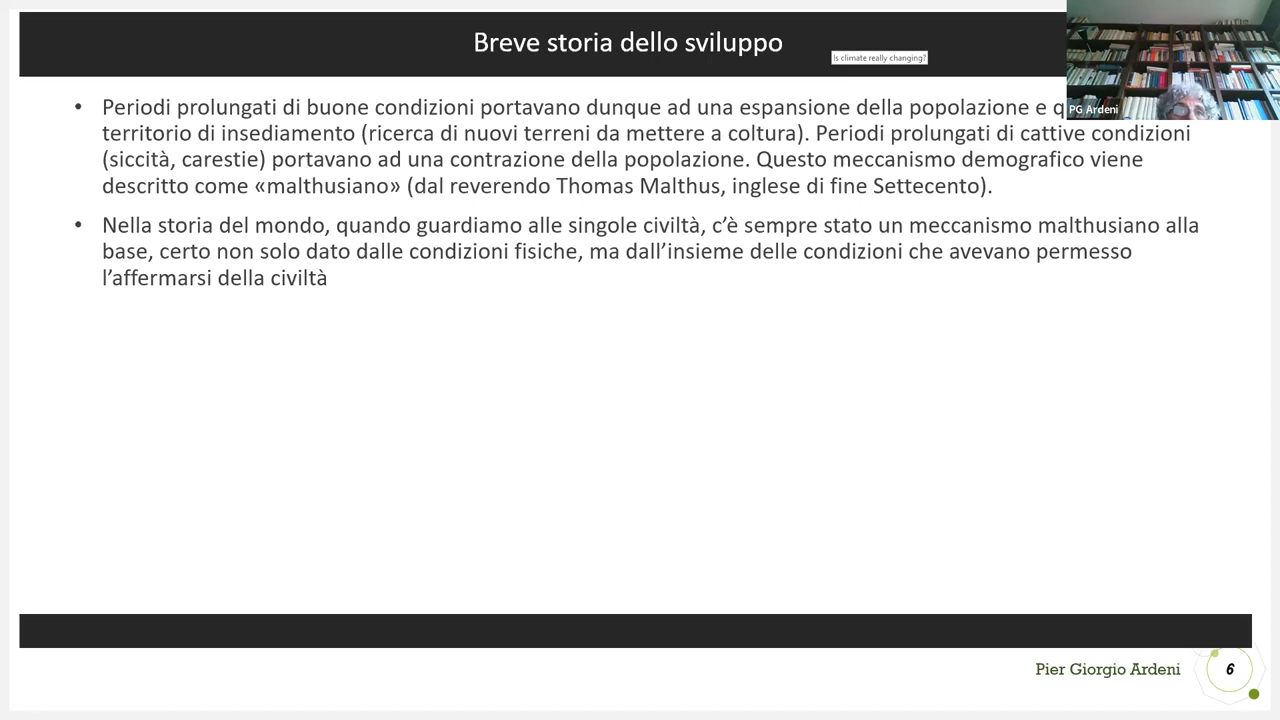 Breve storia dello sviluppo
Is climate really changing?
PG Ardeni
• Periodi prolungati di buone condizioni portavano dunque ad una espansione della popolazione e
territorio di insediamento (ricerca di nuovi terreni da mettere a coltura). Periodi prolungati di cattive condizioni
(siccità, carestie) portavano ad una contrazione della popolazione. Questo meccanismo demografico viene
descritto come «malthusiano» (dal reverendo Thomas Malthus, inglese di fine Settecento).
• Nella storia del mondo, quando guardiamo alle singole civiltà, c’è sempre stato un meccanismo malthusiano alla
base, certo non solo dato dalle condizioni fisiche, ma dall’insieme delle condizioni che avevano permesso
l’affermarsi della civiltà
Pier Giorgio Ardeni
6